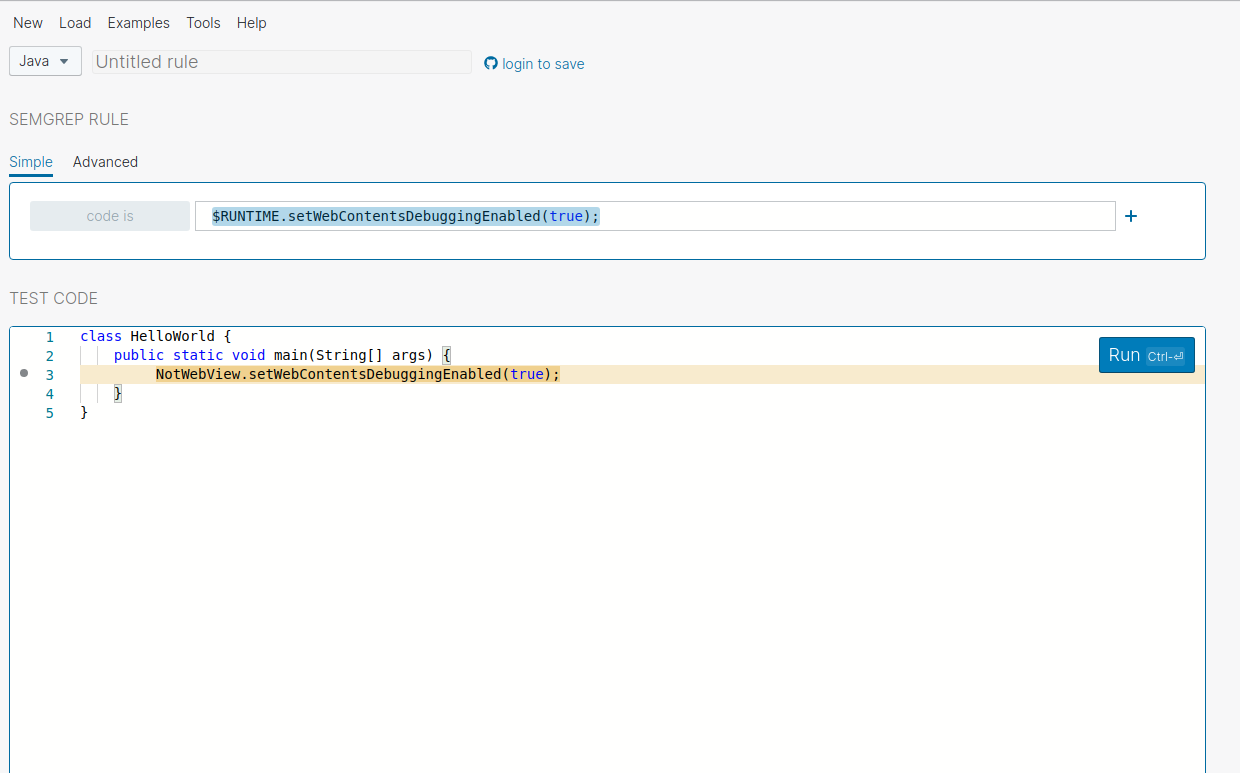 New Load Examples Tools Help
Java Untitled rule login to save
SEMGREP RULE
Simple Advanced
code is $RUNTIME.setWebContentsDebuggingEnabled(true); +
TEST CODE
1 class HelloWorld {
2 public static void main(String[] args) {
Run Ctrl-⏎
3 NotWebView.setWebContentsDebuggingEnabled(true);
4 }
5 }